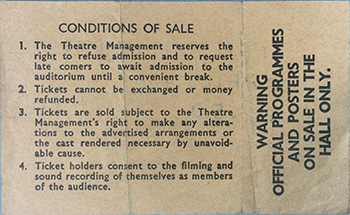 CONDITIONS OF SALE
1. The Theatre Management reserves the
right to refuse admission and to request
late comers to await admission to the
auditorium until a convenient break.
2. Tickets cannot be exchanged or money
refunded.
3. Tickets are sold subject to the Theatre
Management's right to make any altera-
tions to the advertised arrangements or
the cast rendered necessary by unavoid-
able cause.
4. Ticket holders consent to the filming and
sound recording of themselves as members
of the audience.
WARNING
OFFICIAL PROGRAMMES
AND POSTERS
ON SALE IN THE
HALL ONLY.